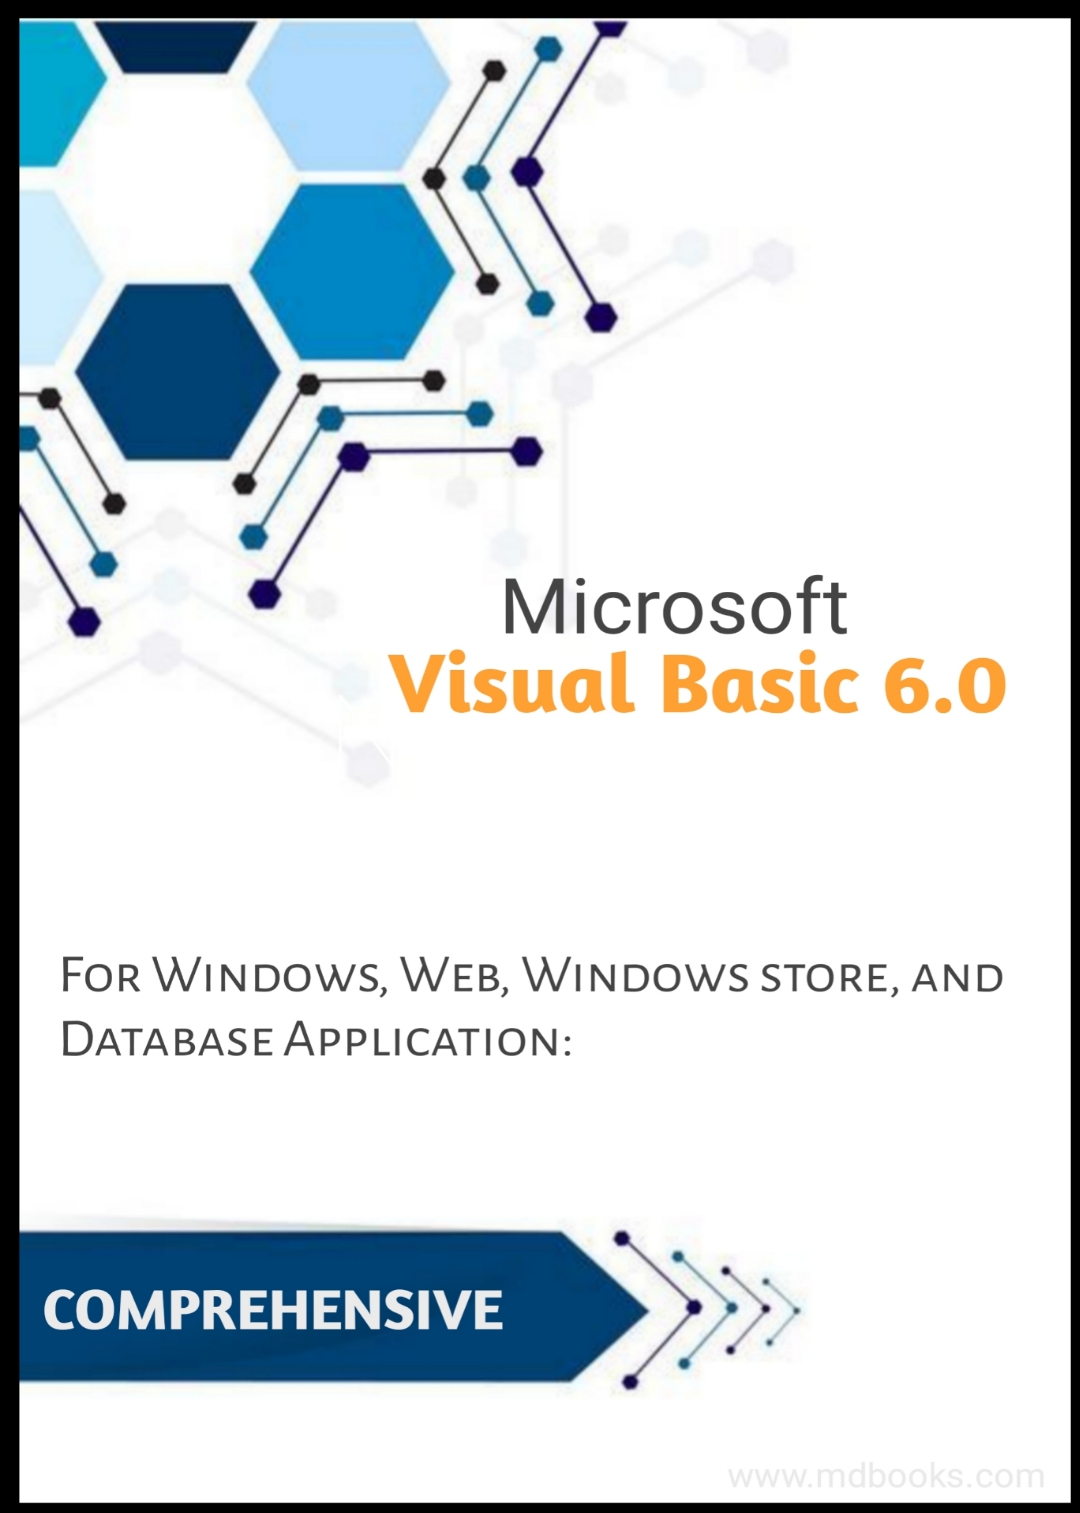 Microsoft
Visual Basic 6.0
For Windows, Web, Windows store, and
Database Application:
COMPREHENSIVE
www.mdbooks.com